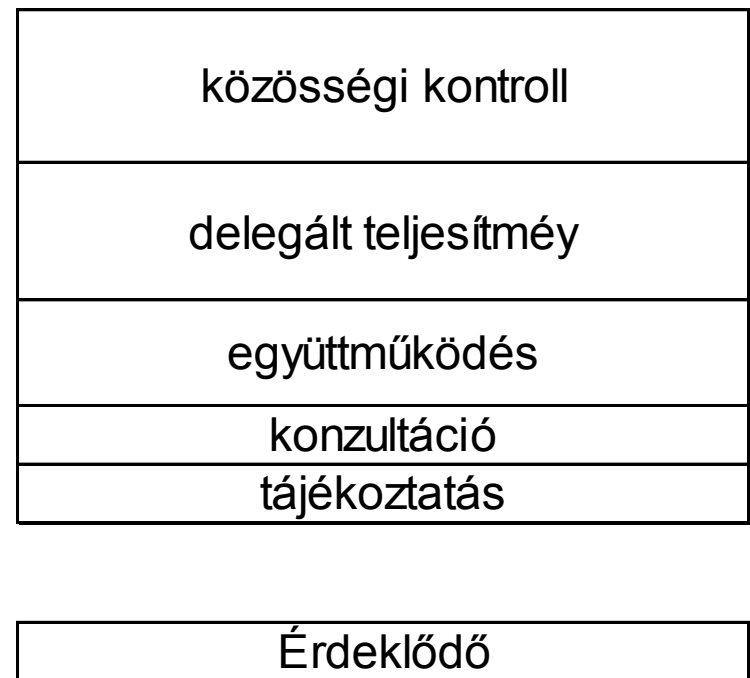 közösségi kontroll
delegált teljesítméy
együttműködés
konzultáció
tájékoztatás
Érdeklődő